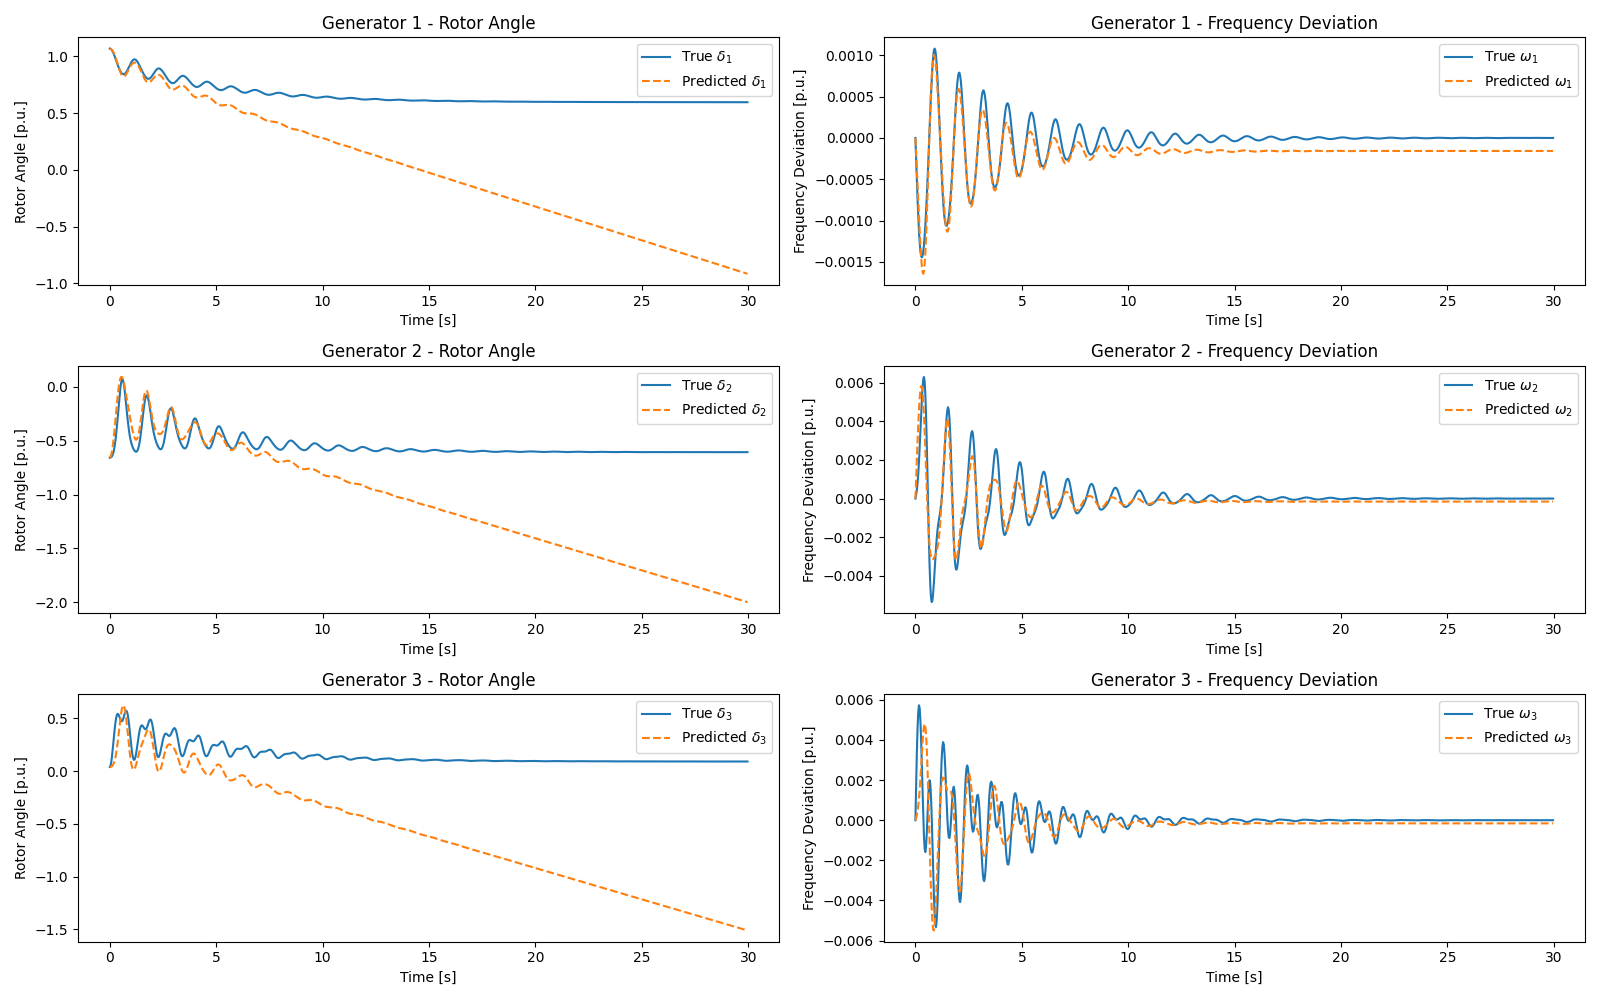 Generator 1 - Rotor Angle
Rotor Angle [p.u.]
1.0
0.5
0.0
−0.5
−1.0
True δ1
Predicted δ1
0 5 10 15 20 25 30
Time [s]
Generator 1 - Frequency Deviation
Frequency Deviation [p.u.]
0.0010
0.0005
0.0000
−0.0005
−0.0010
−0.0015
True ω1
Predicted ω1
0 5 10 15 20 25 30
Time [s]
Generator 2 - Rotor Angle
Rotor Angle [p.u.]
0.0
−0.5
−1.0
−1.5
−2.0
True δ2
Predicted δ2
0 5 10 15 20 25 30
Time [s]
Generator 2 - Frequency Deviation
Frequency Deviation [p.u.]
0.006
0.004
0.002
0.000
−0.002
−0.004
True ω2
Predicted ω2
0 5 10 15 20 25 30
Time [s]
Generator 3 - Rotor Angle
Rotor Angle [p.u.]
0.5
0.0
−0.5
−1.0
−1.5
True δ3
Predicted δ3
0 5 10 15 20 25 30
Time [s]
Generator 3 - Frequency Deviation
Frequency Deviation [p.u.]
0.006
0.004
0.002
0.000
−0.002
−0.004
−0.006
True ω3
Predicted ω3
0 5 10 15 20 25 30
Time [s]